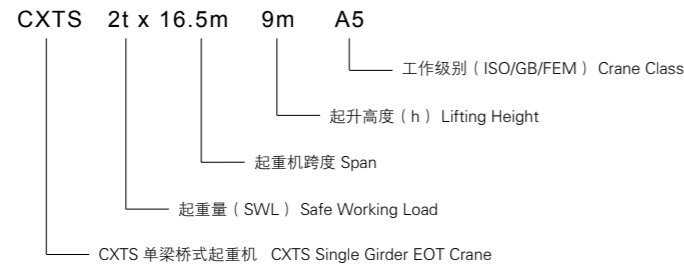 CXTS 2t x 16.5m 9m A5
工作级别（ISO/GB/FEM）Crane Class
起升高度（h）Lifting Height
起重机跨度 Span
起重量（SWL）Safe Working Load
CXTS 单梁桥式起重机 CXTS Single Girder EOT Crane